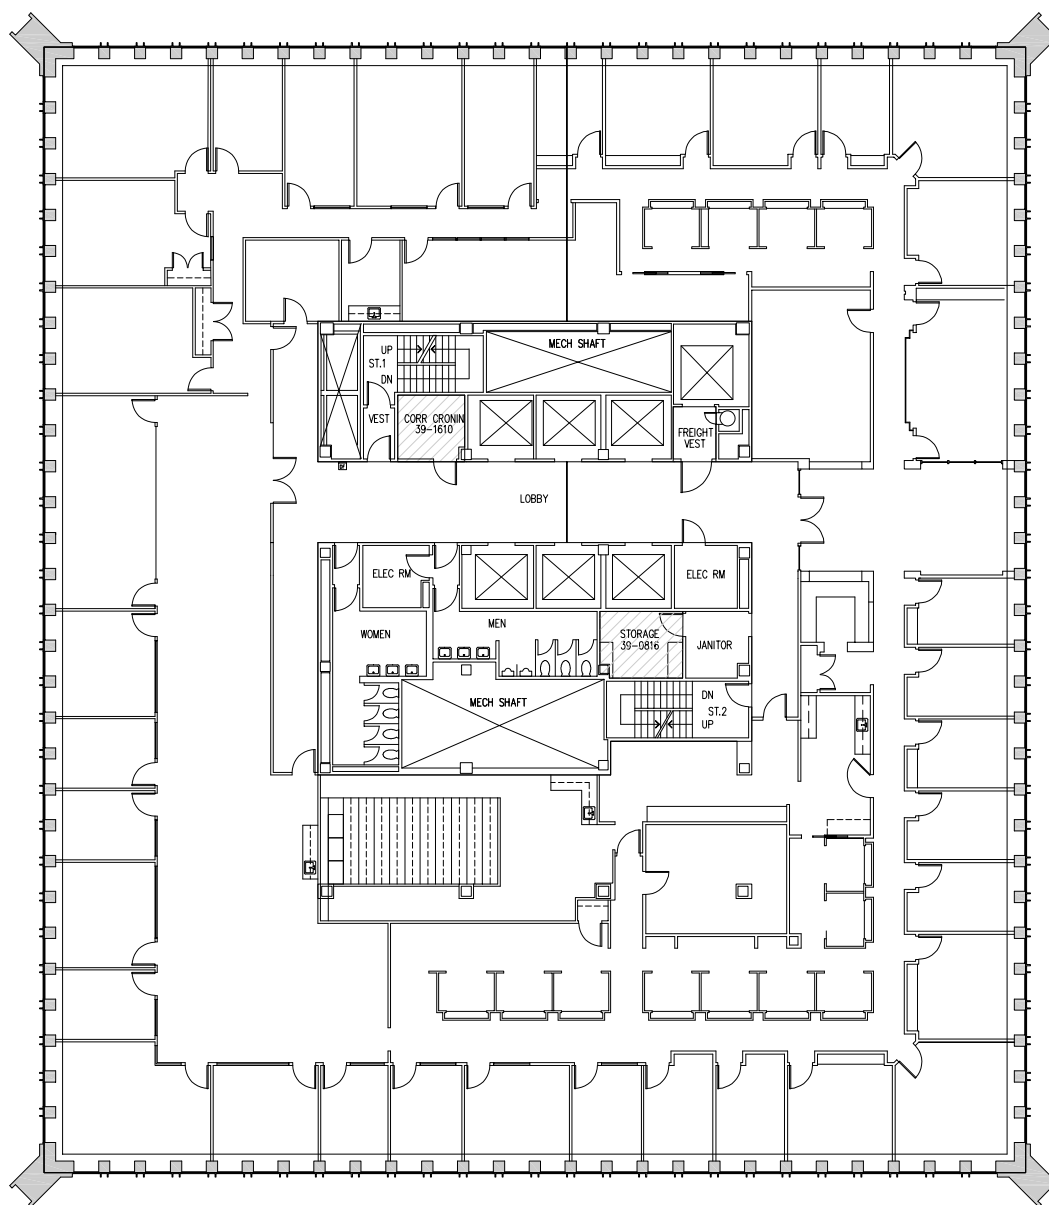 UP
ST.1
DN
MECH SHAFT
VEST
CORR CRONIN
39-1610
FREIGHT
VEST
LOBBY
ELEC RM
ELEC RM
WOMEN
MEN
STORAGE
39-0816
JANITOR
MECH SHAFT
DN
ST.2
UP